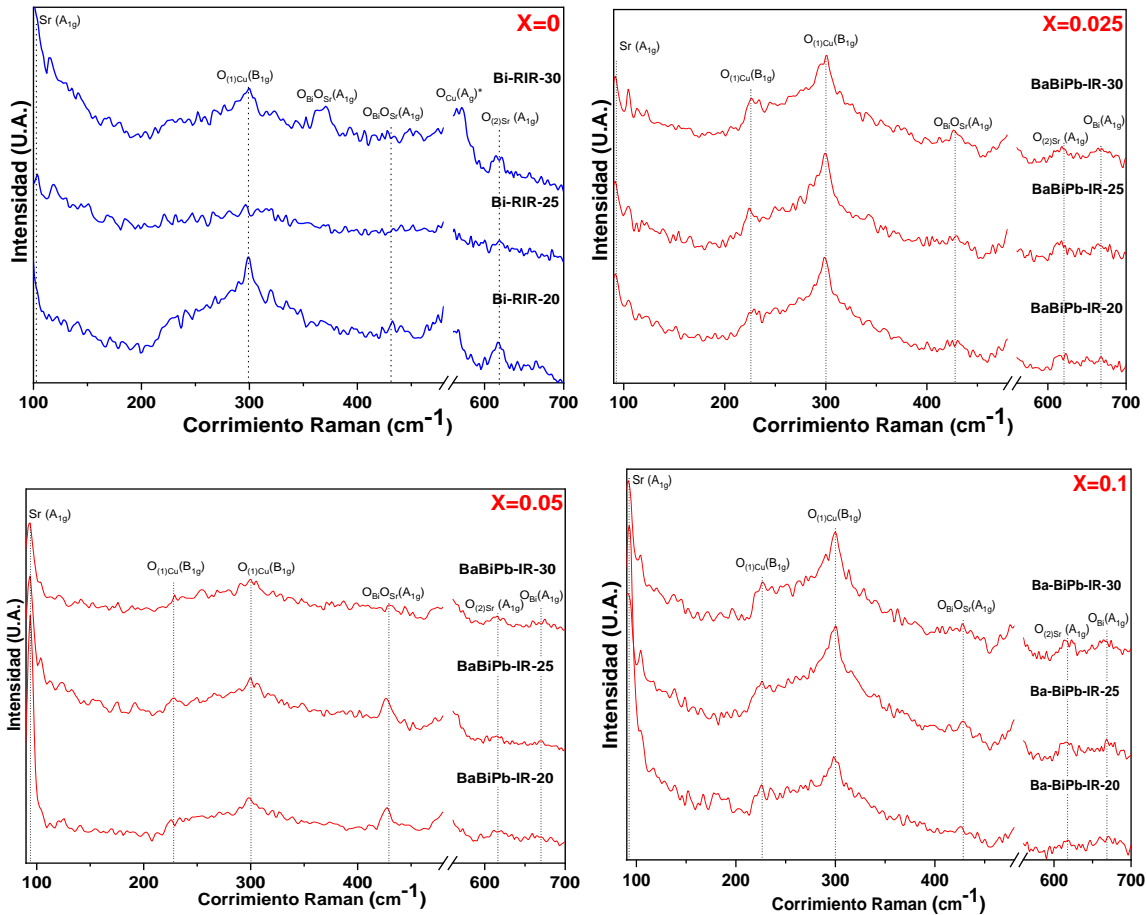 X=0
Sr (A1g)
Bi-RIR-30
O(1)Cu(B1g)
OBiOSr(A1g)
OCu(Ag)*
OBiOSr(A1g)
O(2)Sr (A1g)
Bi-RIR-25
Bi-RIR-20
Intensidad (U.A.)
100 200 300 400 600 700
Corrimiento Raman (cm-1)
X=0.025
Sr (A1g)
O(1)Cu(B1g)
O(1)Cu(B1g)
BaBiPb-IR-30
OBiOSr(A1g)
OBi(A1g)
O(2)Sr (A1g)
BaBiPb-IR-25
BaBiPb-IR-20
Intensidad (U.A.)
100 200 300 400 600 700
Corrimiento Raman (cm-1)
X=0.05
Sr (A1g)
O(1)Cu(B1g)
O(1)Cu(B1g)
BaBiPb-IR-30
OBiOSr(A1g)
OBi(A1g)
O(2)Sr (A1g)
BaBiPb-IR-25
BaBiPb-IR-20
Intensidad (U.A.)
100 200 300 400 600 700
Corrimiento Raman (cm-1)
X=0.1
Sr (A1g)
O(1)Cu(B1g)
O(1)Cu(B1g)
Ba-BiPb-IR-30
OBiOSr(A1g)
OBi(A1g)
O(2)Sr (A1g)
Ba-BiPb-IR-25
Ba-BiPb-IR-20
Intensidad (U.A.)
100 200 300 400 600 700
Corrimiento Raman (cm-1)